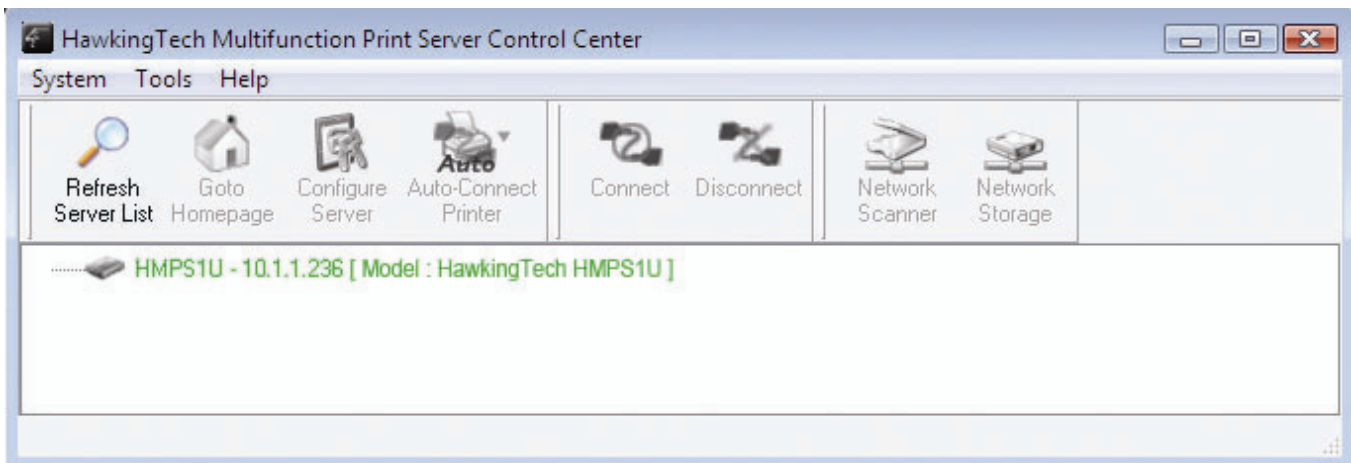 HawkingTech Multifunction Print Server Control Center
System Tools Help
Refresh Server List
Goto Homepage
Configure Server
Auto
Auto-Connect Printer
Connect
Disconnect
Network Scanner
Network Storage
HMPS1U - 10.1.1.236 [ Model : HawkingTech HMPS1U ]